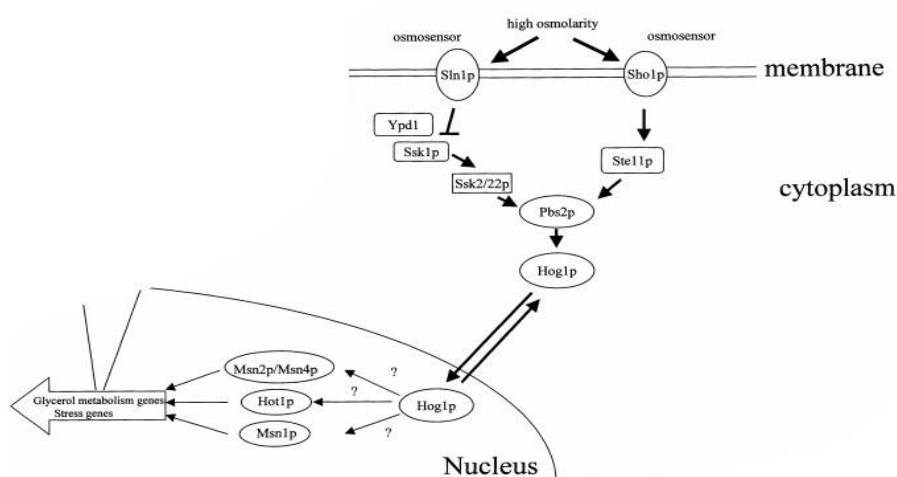 high osmolarity
osmosensor
osmosensor
Sln1p
Sho1p
membrane
Ypd1
Ssk1p
Ste11p
Ssk2/22p
cytoplasm
Pbs2p
Hog1p
Msn2p/Msn4p
?
?
Glycerol metabolism genes
Stress genes
Hot1p
Hog1p
Msn1p
?
Nucleus